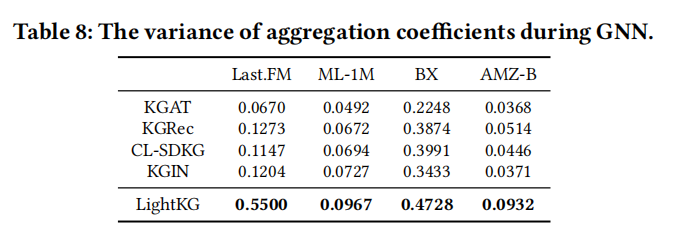 Table 8: The variance of aggregation coefficients during GNN.
Last.FM ML-1M BX AMZ-B
KGAT 0.0670 0.0492 0.2248 0.0368
KGRec 0.1273 0.0672 0.3874 0.0514
CL-SDKG 0.1147 0.0694 0.3991 0.0446
KGIN 0.1204 0.0727 0.3433 0.0371
LightKG 0.5500 0.0967 0.4728 0.0932